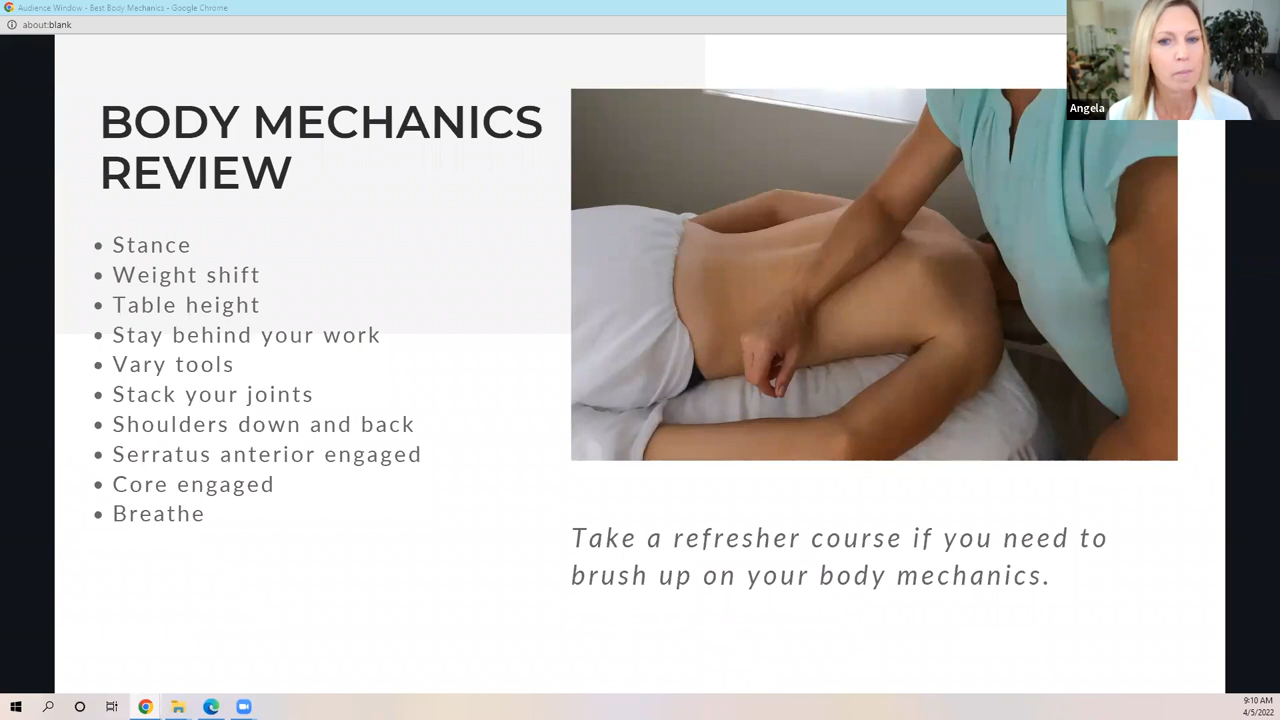 Audience Window - Best Body Mechanics - Google Chrome
about:blank
Angela
BODY MECHANICS
REVIEW
• Stance
• Weight shift
• Table height
• Stay behind your work
• Vary tools
• Stack your joints
• Shoulders down and back
• Serratus anterior engaged
• Core engaged
• Breathe
Take a refresher course if you need to
brush up on your body mechanics.
9:10 AM
4/5/2022